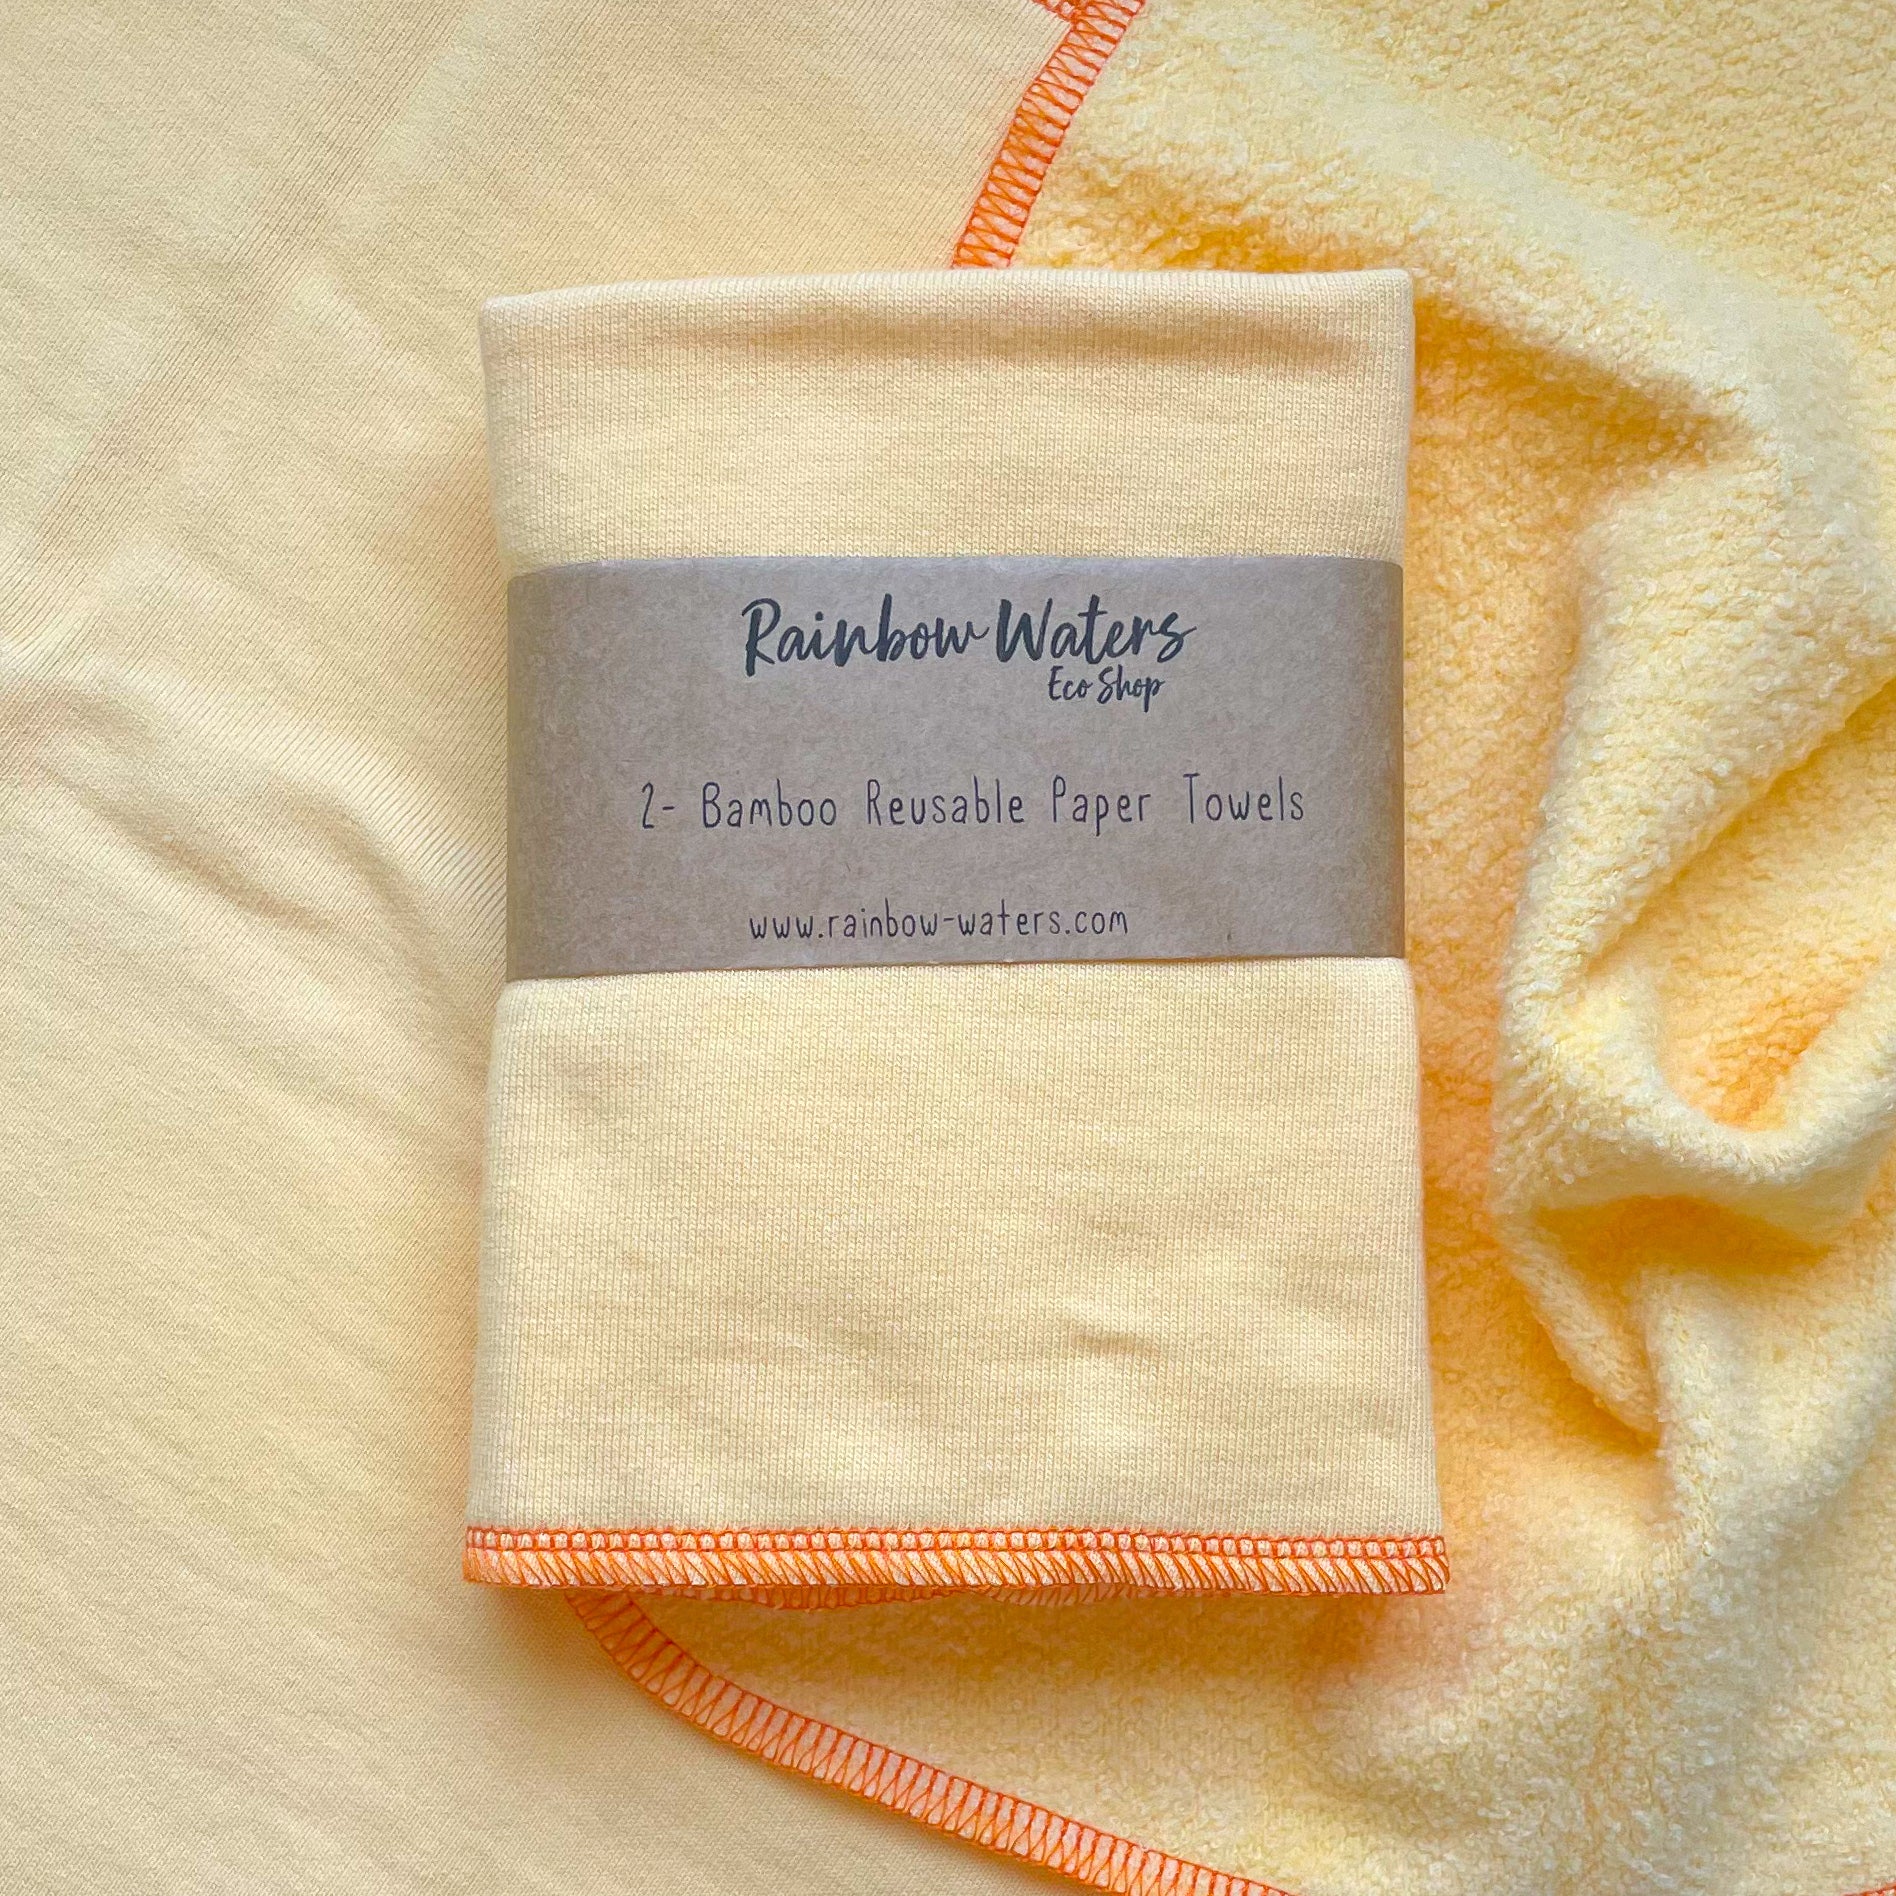 Rainbow Waters
Eco Shop
2- Bamboo Reusable Paper Towels
www.rainbow-waters.com